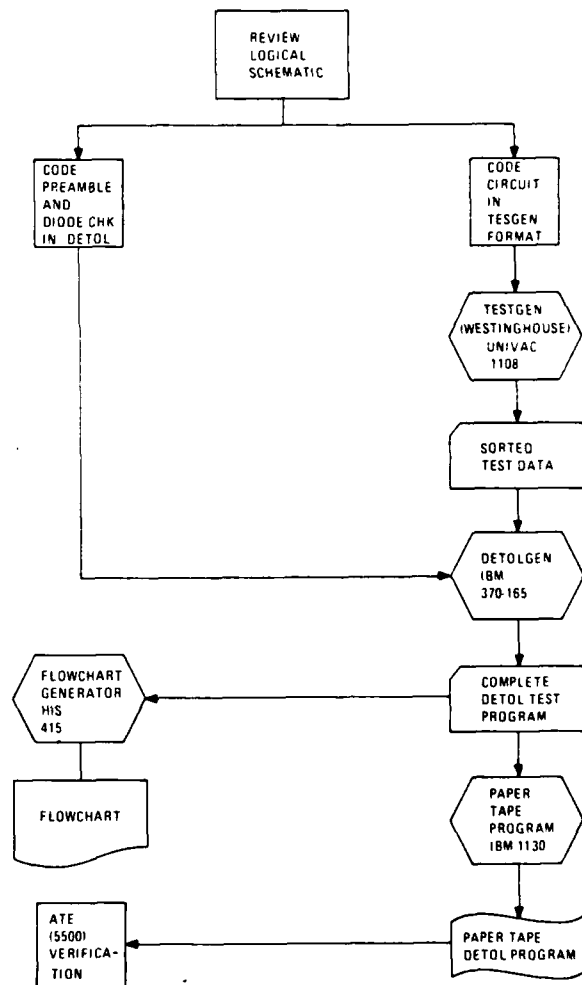 REVIEW
LOGICAL
SCHEMATIC
CODE
PREAMBLE
AND
DIODE CHK
IN DETOL
CODE
CIRCUIT
IN
TESGEN
FORMAT
TESTGEN
(WESTINGHOUSE)
UNIVAC
1108
SORTED
TEST DATA
DETOLGEN
IBM
370-165
FLOWCHART
GENERATOR
HIS
415
COMPLETE
DETOL TEST
PROGRAM
FLOWCHART
PAPER
TAPE
PROGRAM
IBM 1130
ATE
(5500)
VERIFICA-
TION
PAPER TAPE
DETOL PROGRAM